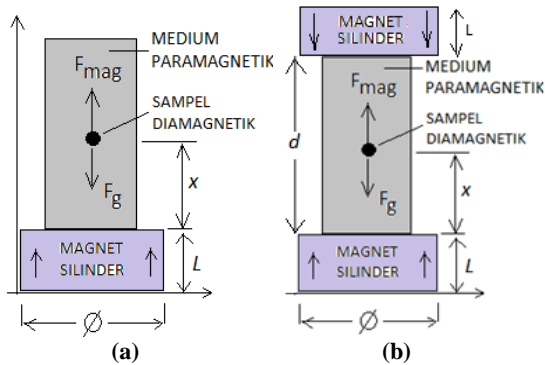 MEDIUM
PARAMAGNETIK
F mag
SAMPEL
DIAMAGNETIK
x
F g
MAGNET
SILINDER
L
Ø
(a)
MAGNET
SILINDER
L
MEDIUM
PARAMAGNETIK
F mag
SAMPEL
DIAMAGNETIK
d
x
F g
MAGNET
SILINDER
L
Ø
(b)